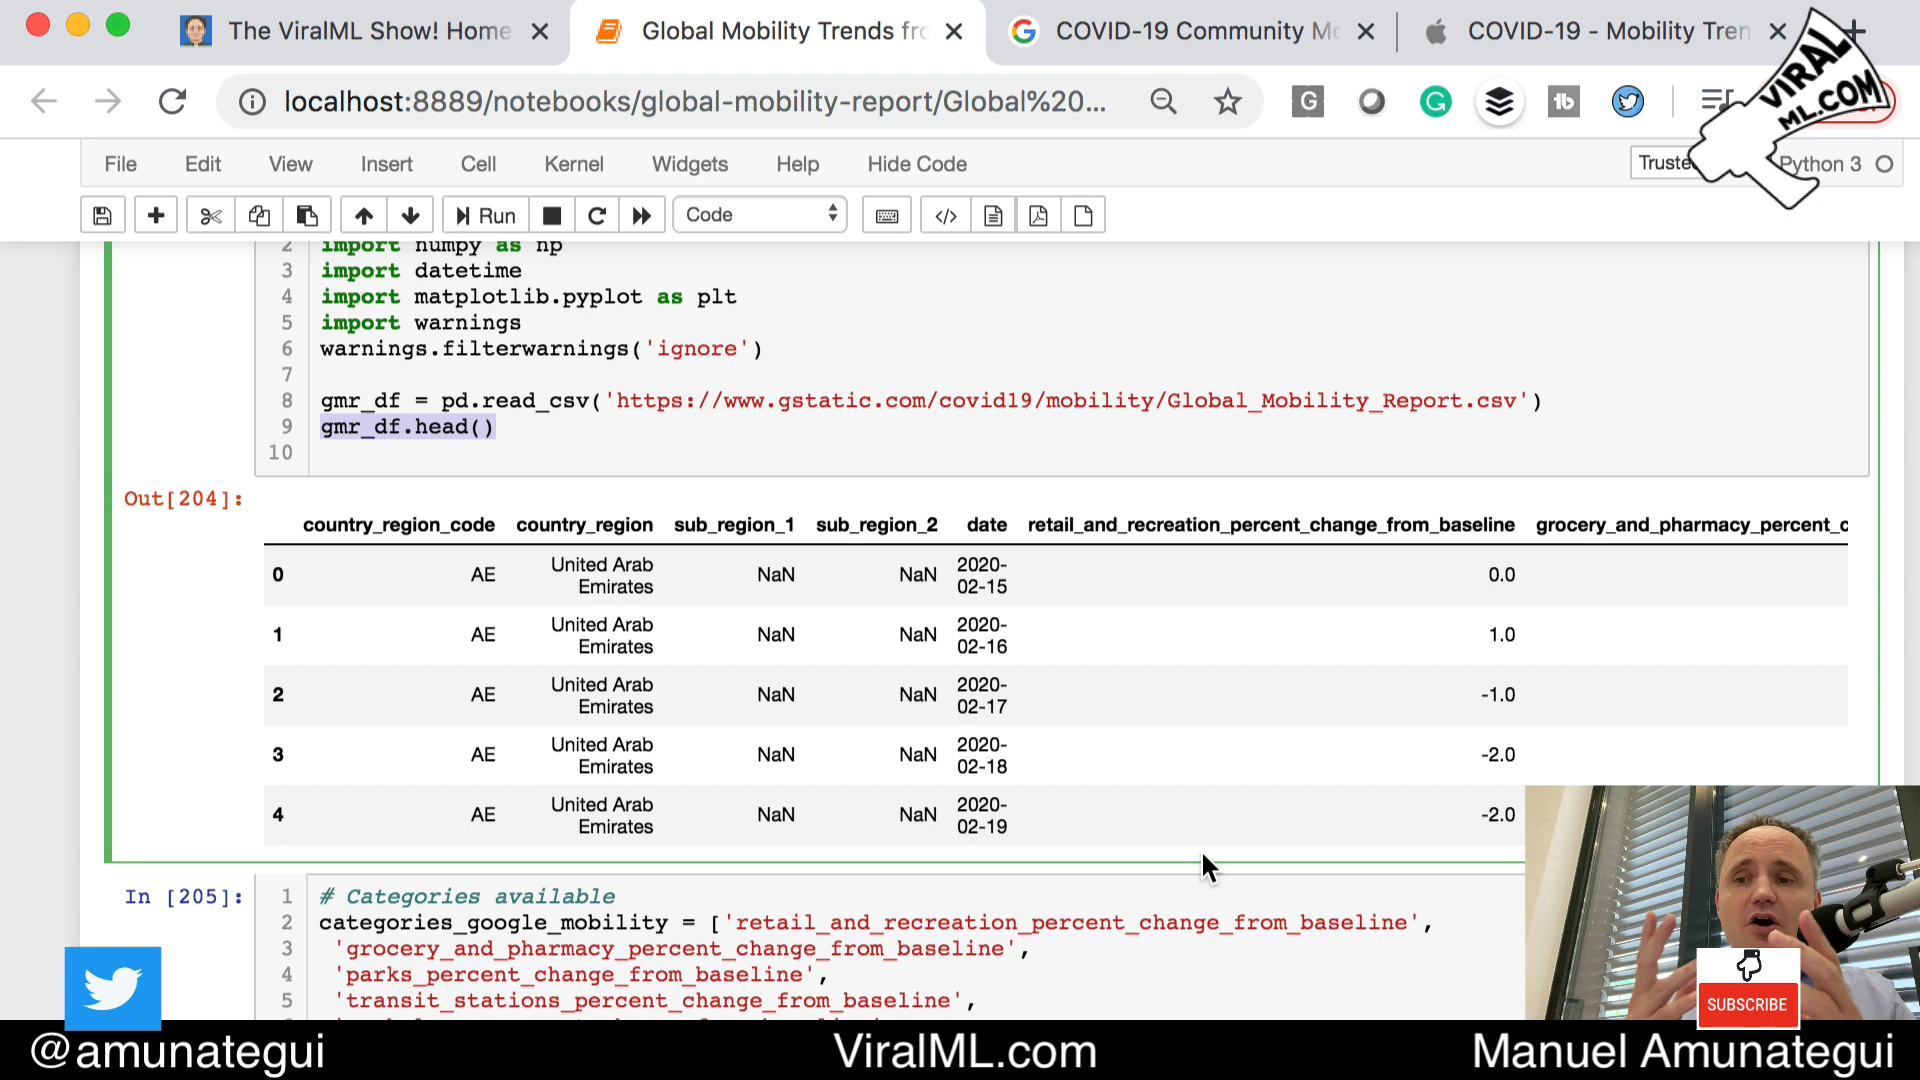 The ViralML Show! Home
Global Mobility Trends fro
COVID-19 Community Mo
COVID-19 - Mobility Tren
localhost:8889/notebooks/global-mobility-report/Global%20...
VIRAL
ML.COM
File Edit View Insert Cell Kernel Widgets Help Hide Code
Truste
Python 3
Run
Code
2 import numpy as np
3 import datetime
4 import matplotlib.pyplot as plt
5 import warnings
6 warnings.filterwarnings('ignore')
7
8 gmr_df = pd.read_csv('https://www.gstatic.com/covid19/mobility/Global_Mobility_Report.csv')
9 gmr_df.head()
10
Out[204]:
country_region_code country_region sub_region_1 sub_region_2 date retail_and_recreation_percent_change_from_baseline grocery_and_pharmacy_percent_c
0 AE United Arab Emirates NaN NaN 2020-02-15 0.0
1 AE United Arab Emirates NaN NaN 2020-02-16 1.0
2 AE United Arab Emirates NaN NaN 2020-02-17 -1.0
3 AE United Arab Emirates NaN NaN 2020-02-18 -2.0
4 AE United Arab Emirates NaN NaN 2020-02-19 -2.0
In [205]:
1 # Categories available
2 categories_google_mobility = ['retail_and_recreation_percent_change_from_baseline',
3 'grocery_and_pharmacy_percent_change_from_baseline',
4 'parks_percent_change_from_baseline',
5 'transit_stations_percent_change_from_baseline',
SUBSCRIBE
@amunategui
ViralML.com
Manuel Amunategui